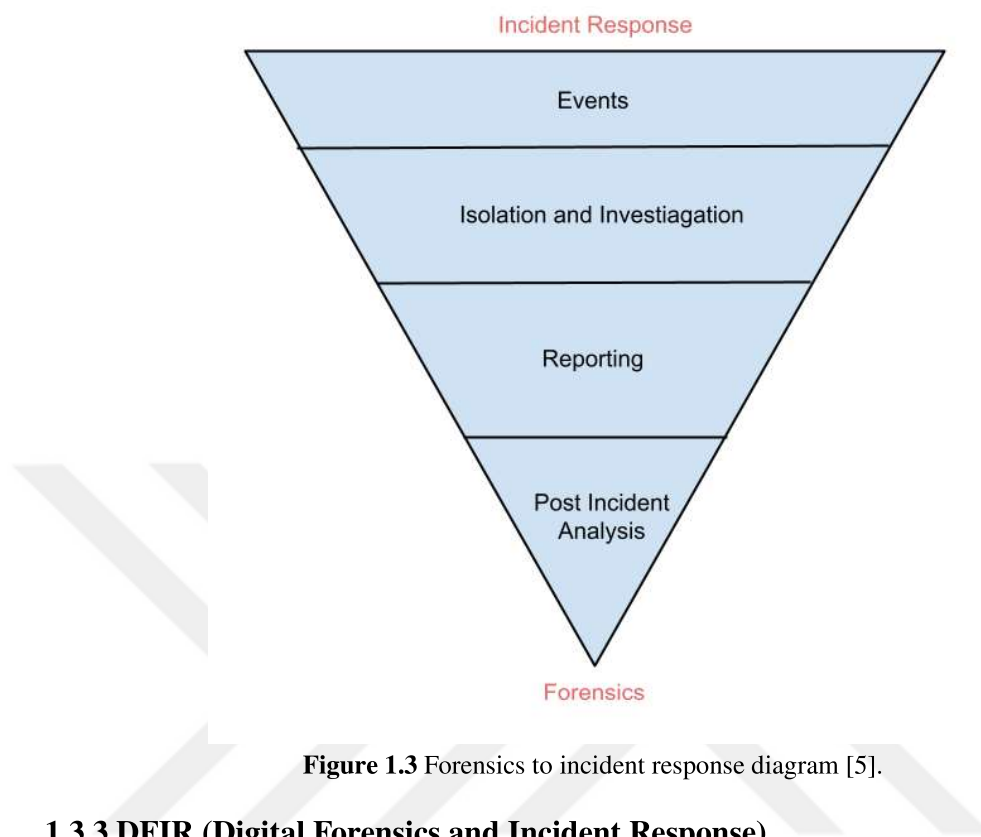 Incident Response
Events
Isolation and Investiagation
Reporting
Post Incident
Analysis
Forensics
Figure 1.3 Forensics to incident response diagram [5].
1.3.3 DFIR (Digital Forensics and Incident Response)